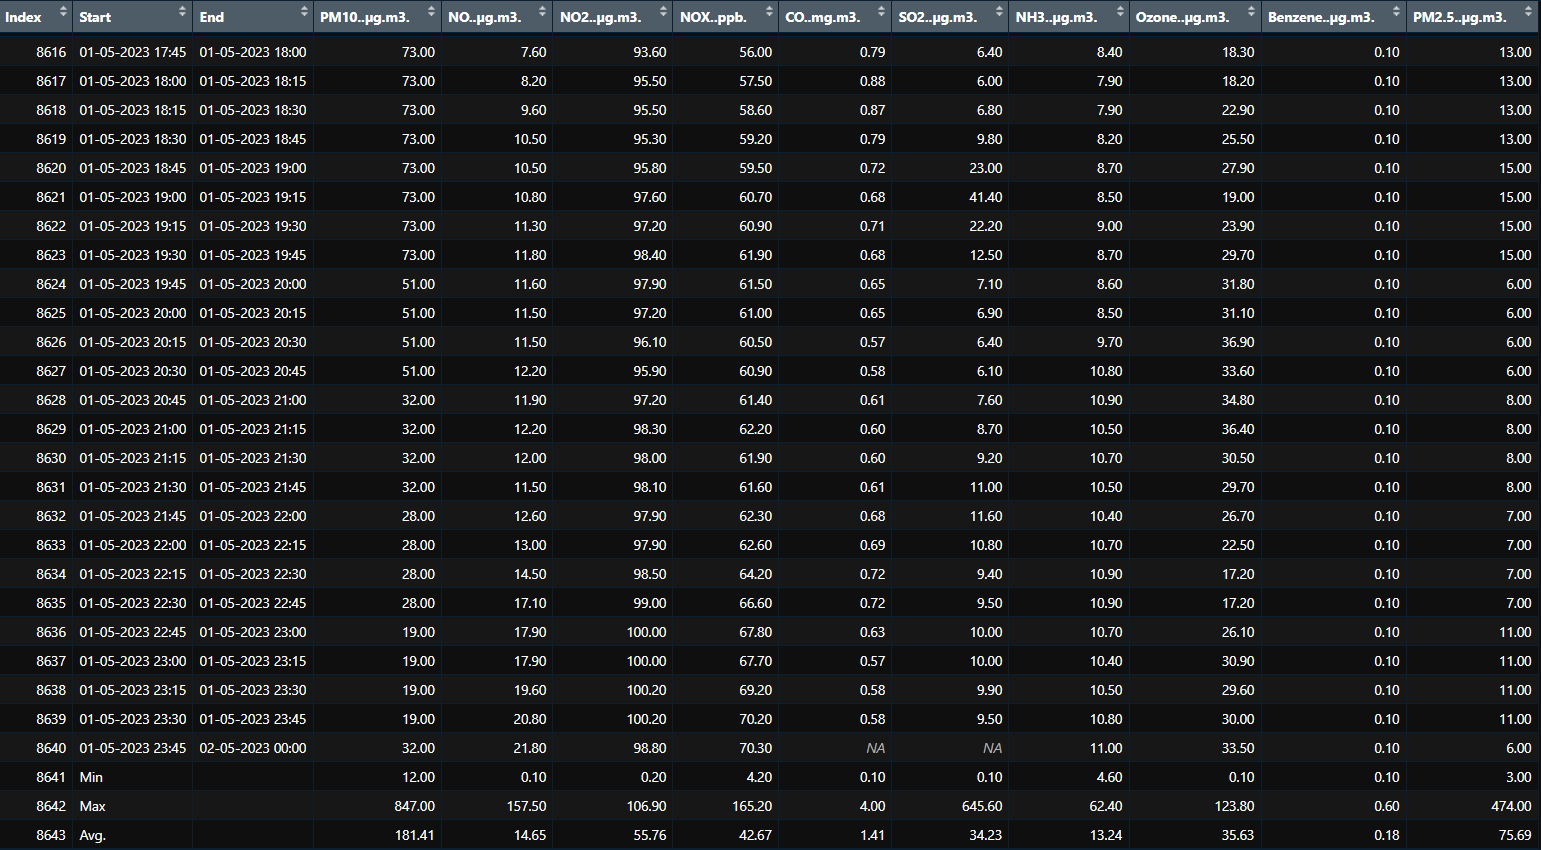 Index Start End PM10..µg.m3. NO..µg.m3. NO2..µg.m3. NOX..ppb. CO..mg.m3. SO2..µg.m3. NH3..µg.m3. Ozone..µg.m3. Benzene..µg.m3. PM2.5..µg.m3.
8616 01-05-2023 17:45 01-05-2023 18:00 73.00 7.60 93.60 56.00 0.79 6.40 8.40 18.30 0.10 13.00
8617 01-05-2023 18:00 01-05-2023 18:15 73.00 8.20 95.50 57.50 0.88 6.00 7.90 18.20 0.10 13.00
8618 01-05-2023 18:15 01-05-2023 18:30 73.00 9.60 95.50 58.60 0.87 6.80 7.90 22.90 0.10 13.00
8619 01-05-2023 18:30 01-05-2023 18:45 73.00 10.50 95.30 59.20 0.79 9.80 8.20 25.50 0.10 13.00
8620 01-05-2023 18:45 01-05-2023 19:00 73.00 10.50 95.80 59.50 0.72 23.00 8.70 27.90 0.10 15.00
8621 01-05-2023 19:00 01-05-2023 19:15 73.00 10.80 97.60 60.70 0.68 41.40 8.50 19.00 0.10 15.00
8622 01-05-2023 19:15 01-05-2023 19:30 73.00 11.30 97.20 60.90 0.71 22.20 9.00 23.90 0.10 15.00
8623 01-05-2023 19:30 01-05-2023 19:45 73.00 11.80 98.40 61.90 0.68 12.50 8.70 29.70 0.10 15.00
8624 01-05-2023 19:45 01-05-2023 20:00 51.00 11.60 97.90 61.50 0.65 7.10 8.60 31.80 0.10 6.00
8625 01-05-2023 20:00 01-05-2023 20:15 51.00 11.50 97.20 61.00 0.65 6.90 8.50 31.10 0.10 6.00
8626 01-05-2023 20:15 01-05-2023 20:30 51.00 11.50 96.10 60.50 0.57 6.40 9.70 36.90 0.10 6.00
8627 01-05-2023 20:30 01-05-2023 20:45 51.00 12.20 95.90 60.90 0.58 6.10 10.80 33.60 0.10 6.00
8628 01-05-2023 20:45 01-05-2023 21:00 32.00 11.90 97.20 61.40 0.61 7.60 10.90 34.80 0.10 8.00
8629 01-05-2023 21:00 01-05-2023 21:15 32.00 12.20 98.30 62.20 0.60 8.70 10.50 36.40 0.10 8.00
8630 01-05-2023 21:15 01-05-2023 21:30 32.00 12.00 98.00 61.90 0.60 9.20 10.70 30.50 0.10 8.00
8631 01-05-2023 21:30 01-05-2023 21:45 32.00 11.50 98.10 61.60 0.61 11.00 10.50 29.70 0.10 8.00
8632 01-05-2023 21:45 01-05-2023 22:00 28.00 12.60 97.90 62.30 0.68 11.60 10.40 26.70 0.10 7.00
8633 01-05-2023 22:00 01-05-2023 22:15 28.00 13.00 97.90 62.60 0.69 10.80 10.70 22.50 0.10 7.00
8634 01-05-2023 22:15 01-05-2023 22:30 28.00 14.50 98.50 64.20 0.72 9.40 10.90 17.20 0.10 7.00
8635 01-05-2023 22:30 01-05-2023 22:45 28.00 17.10 99.00 66.60 0.72 9.50 10.90 17.20 0.10 7.00
8636 01-05-2023 22:45 01-05-2023 23:00 19.00 17.90 100.00 67.80 0.63 10.00 10.70 26.10 0.10 11.00
8637 01-05-2023 23:00 01-05-2023 23:15 19.00 17.90 100.00 67.70 0.57 10.00 10.40 30.90 0.10 11.00
8638 01-05-2023 23:15 01-05-2023 23:30 19.00 19.60 100.20 69.20 0.58 9.90 10.50 29.60 0.10 11.00
8639 01-05-2023 23:30 01-05-2023 23:45 19.00 20.80 100.20 70.20 0.58 9.50 10.80 30.00 0.10 11.00
8640 01-05-2023 23:45 02-05-2023 00:00 32.00 21.80 98.80 70.30 NA NA 11.00 33.50 0.10 6.00
8641 Min 12.00 0.10 0.20 4.20 0.10 0.10 4.60 0.10 0.10 3.00
8642 Max 847.00 157.50 106.90 165.20 4.00 645.60 62.40 123.80 0.60 474.00
8643 Avg. 181.41 14.65 55.76 42.67 1.41 34.23 13.24 35.63 0.18 75.69